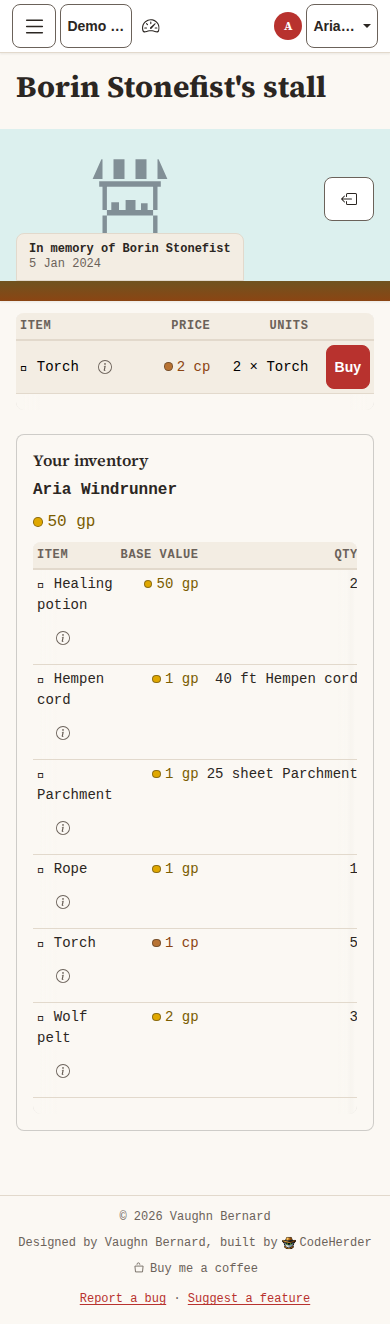 Demo ...
A
Aria...
Borin Stonefist's stall
In memory of Borin Stonefist
5 Jan 2024
ITEM PRICE UNITS
Torch 2 cp 2 × Torch Buy
Your inventory
Aria Windrunner
50 gp
ITEM BASE VALUE QTY
Healing potion 50 gp 2
Hempen cord 1 gp 40 ft Hempen cord
Parchment 1 gp 25 sheet Parchment
Rope 1 gp 1
Torch 1 cp 5
Wolf pelt 2 gp 3
© 2026 Vaughn Bernard
Designed by Vaughn Bernard, built by CodeHerder
Buy me a coffee
Report a bug · Suggest a feature